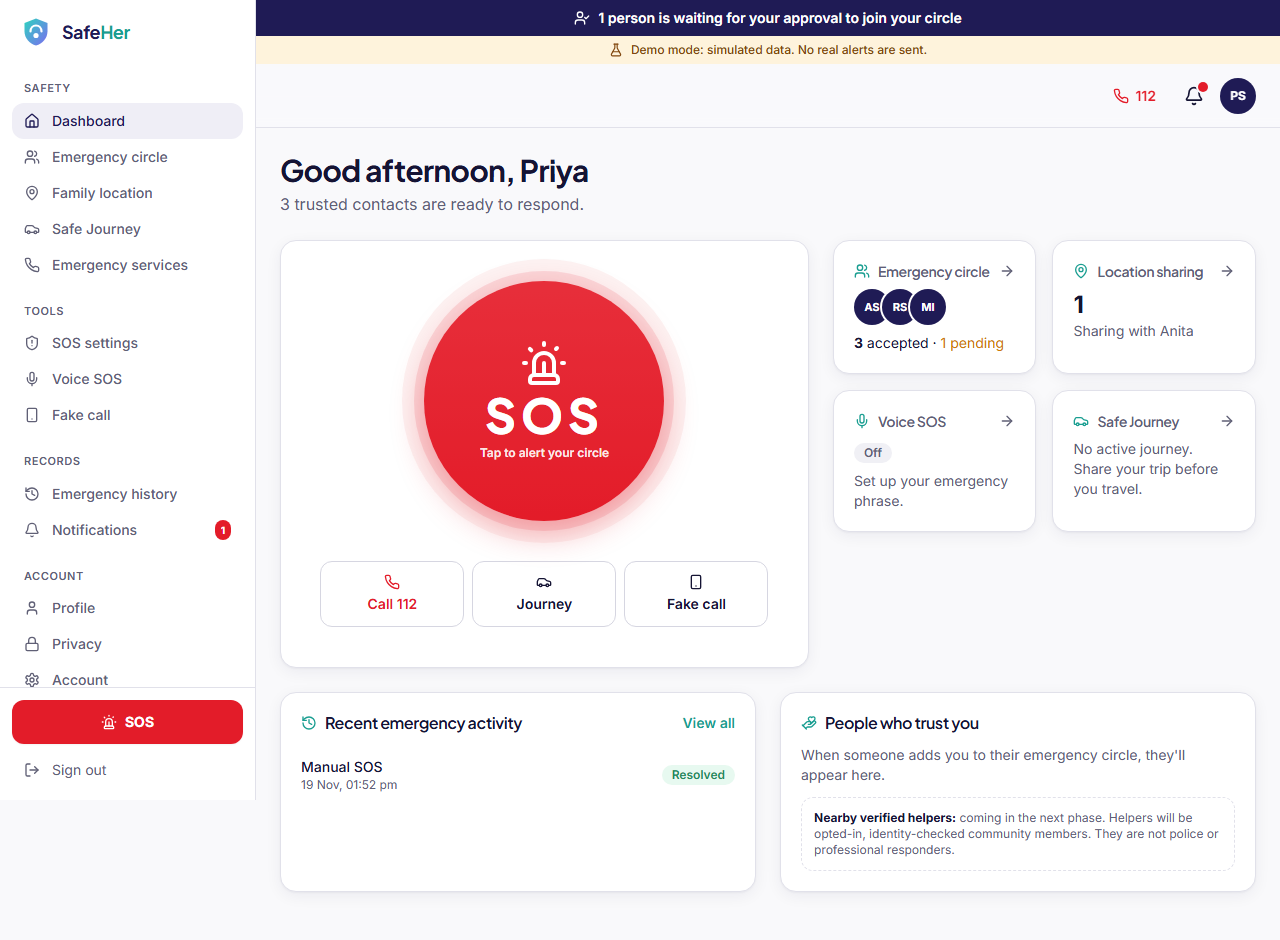 SafeHer
SAFETY
Dashboard
Emergency circle
Family location
Safe Journey
Emergency services
TOOLS
SOS settings
Voice SOS
Fake call
RECORDS
Emergency history
Notifications 1
ACCOUNT
Profile
Privacy
Account
SOS
Sign out
1 person is waiting for your approval to join your circle
Demo mode: simulated data. No real alerts are sent.
112
PS
Good afternoon, Priya
3 trusted contacts are ready to respond.
SOS
Tap to alert your circle
Call 112
Journey
Fake call
Emergency circle
AS RS MI
3 accepted · 1 pending
Location sharing
1
Sharing with Anita
Voice SOS
Off
Set up your emergency
phrase.
Safe Journey
No active journey.
Share your trip before
you travel.
Recent emergency activity
View all
Manual SOS
19 Nov, 01:52 pm
Resolved
People who trust you
When someone adds you to their emergency circle, they'll
appear here.
Nearby verified helpers: coming in the next phase. Helpers will be
opted-in, identity-checked community members. They are not police or
professional responders.